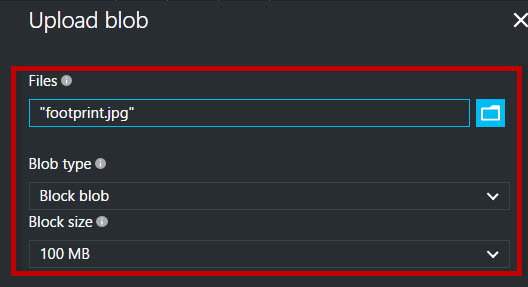 Upload blob
Files
"footprint.jpg"
Blob type
Block blob
Block size
100 MB